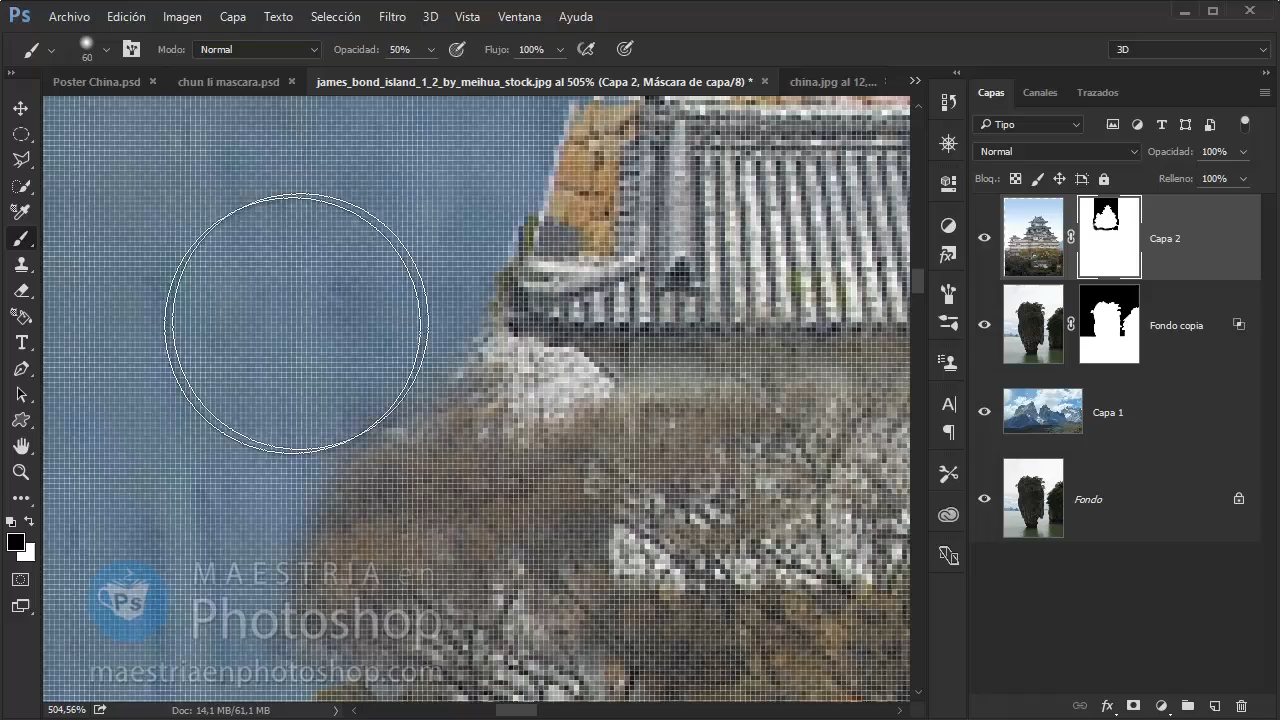 Ps Archivo Edición Imagen Capa Texto Selección Filtro 3D Vista Ventana Ayuda
60 Modo: Normal Opacidad: 50% Flujo: 100% 3D
Poster China.psd × chun li mascara.psd × james_bond_island_1_2_by_meihua_stock.jpg al 505% (Capa 2, Máscara de capa/8) * × china.jpg al 12,...
Capas Canales Trazados
Tipo
Normal Opacidad: 100%
Bloq.: Relleno: 100%
Capa 2
Fondo copia
Capa 1
Fondo
MAESTRIA en
Ps Photoshop
maestriaenphotoshop.com
504,56% Doc: 14,1 MB/61,1 MB